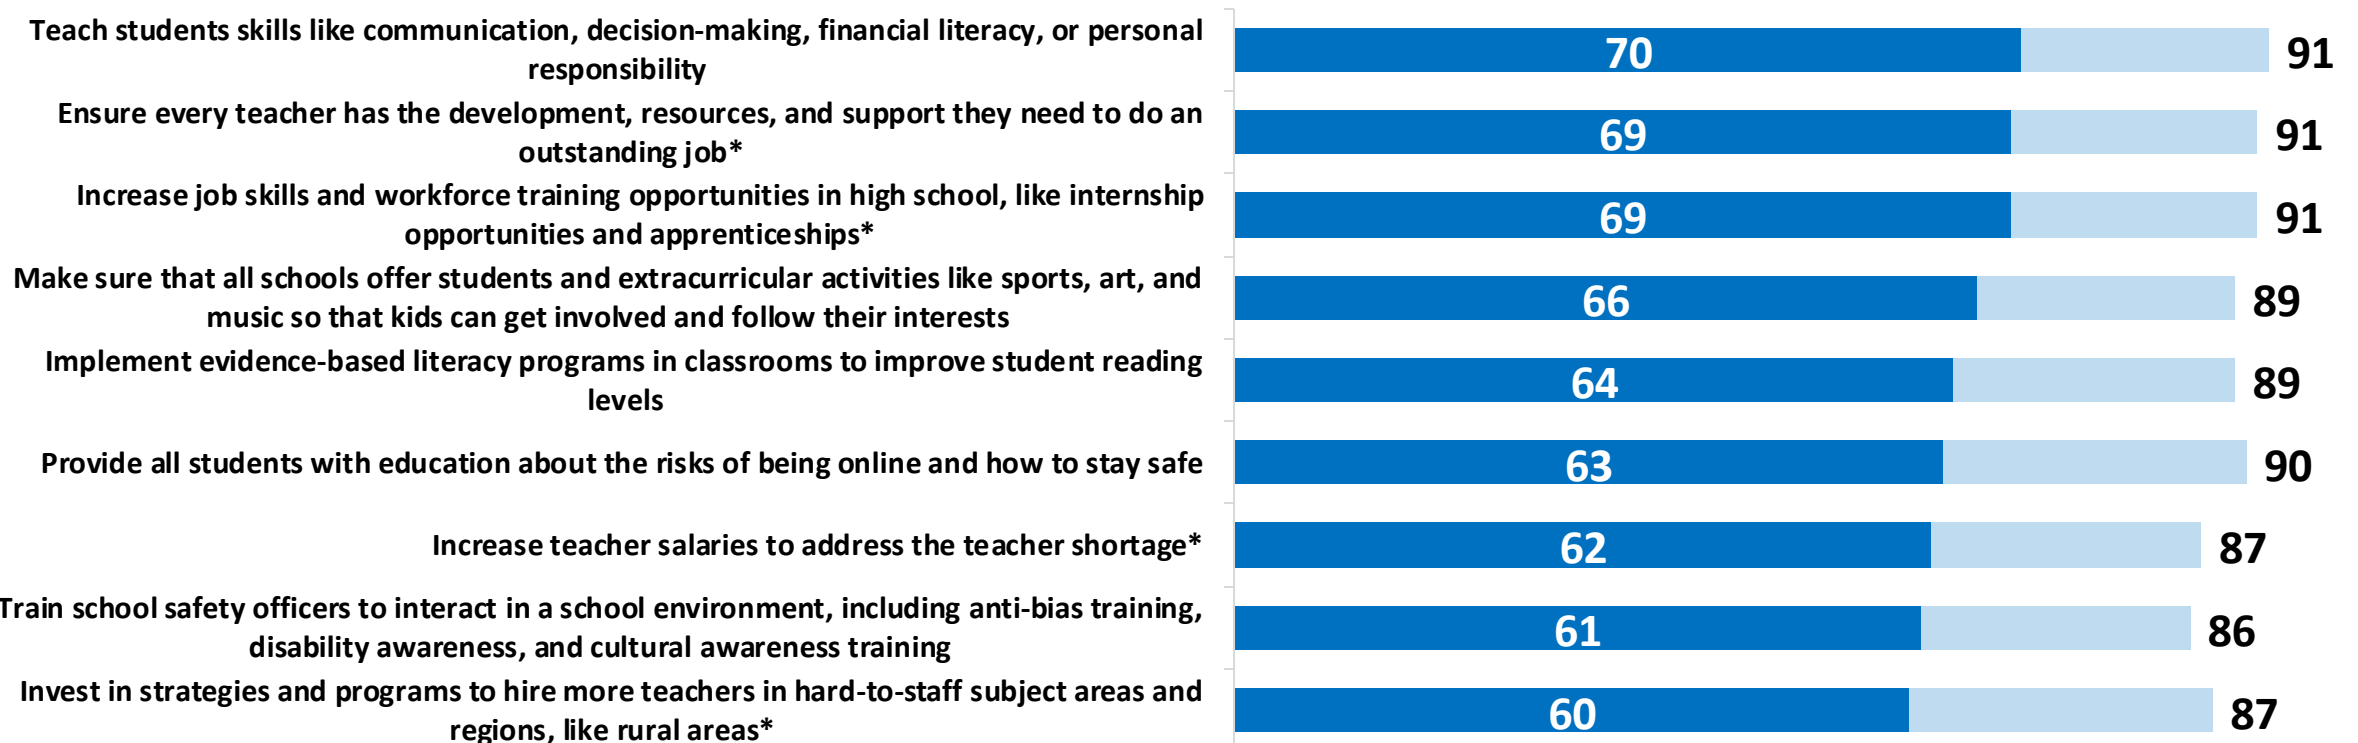 Teach students skills like communication, decision-making, financial literacy, or personal
responsibility
70
91
Ensure every teacher has the development, resources, and support they need to do an
outstanding job*
69
91
Increase job skills and workforce training opportunities in high school, like internship
opportunities and apprenticeships*
69
91
Make sure that all schools offer students and extracurricular activities like sports, art, and
music so that kids can get involved and follow their interests
66
89
Implement evidence-based literacy programs in classrooms to improve student reading
levels
64
89
Provide all students with education about the risks of being online and how to stay safe
63
90
Increase teacher salaries to address the teacher shortage*
62
87
Train school safety officers to interact in a school environment, including anti-bias training,
disability awareness, and cultural awareness training
61
86
Invest in strategies and programs to hire more teachers in hard-to-staff subject areas and
regions, like rural areas*
60
87